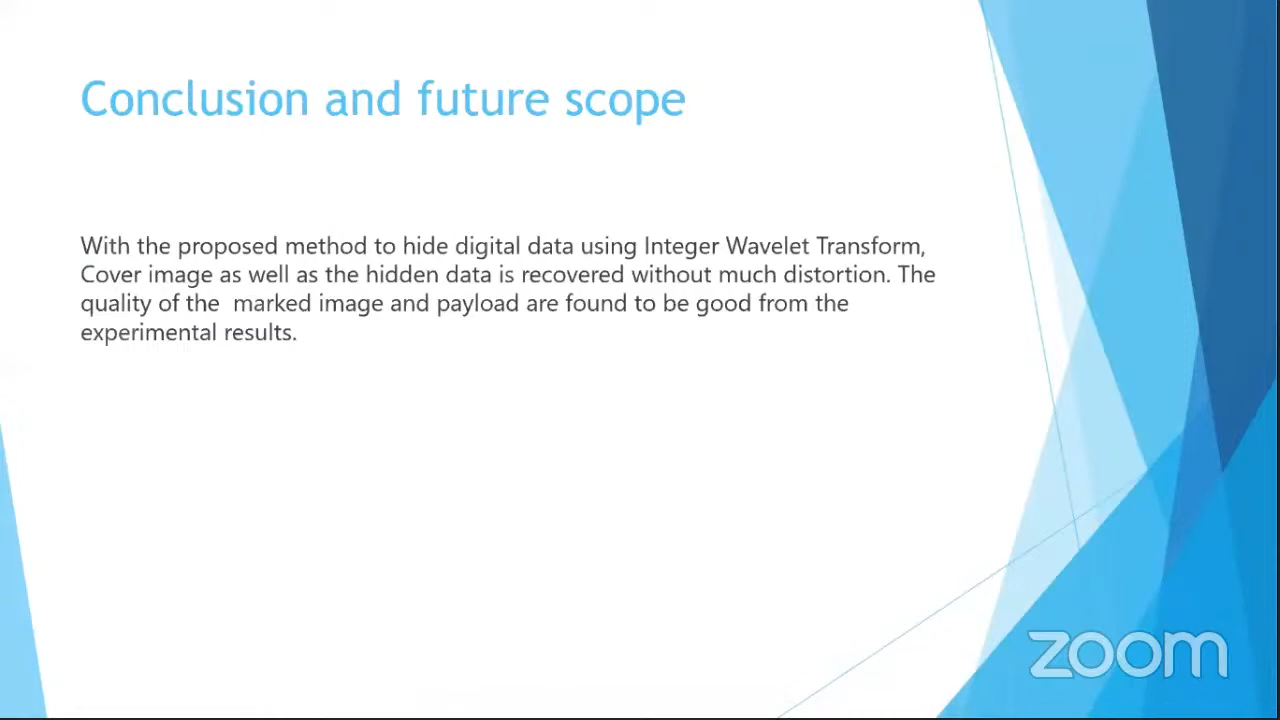 Conclusion and future scope
With the proposed method to hide digital data using Integer Wavelet Transform,
Cover image as well as the hidden data is recovered without much distortion. The
quality of the  marked image and payload are found to be good from the
experimental results.
zoom